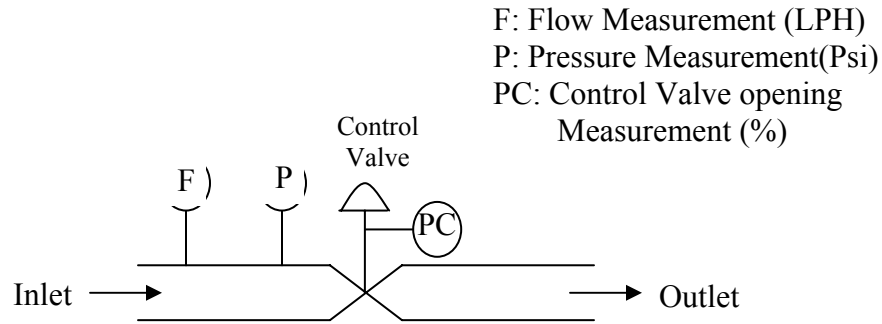 F: Flow Measurement (LPH)
P: Pressure Measurement(Psi)
PC: Control Valve opening
Measurement (%)
Control
Valve
F
P
PC
Inlet
Outlet